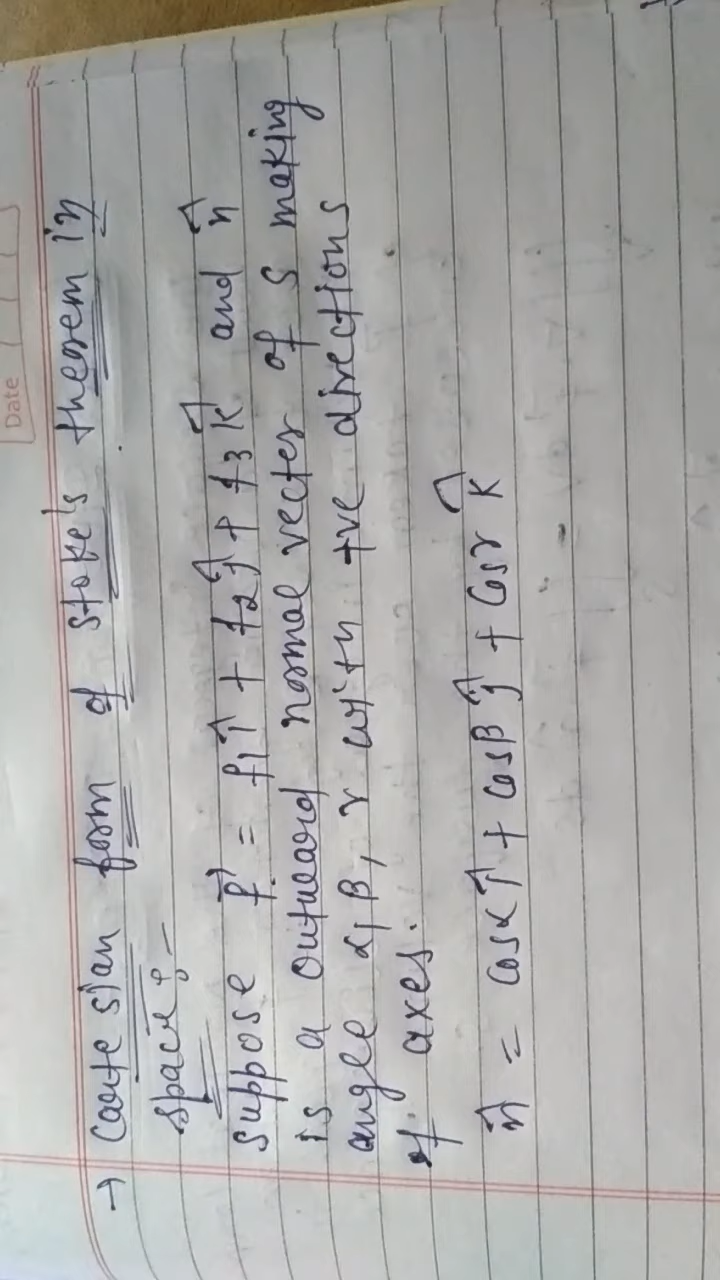 Date
→ Cartesian form of stoke's theorem in
space :-
suppose f⃗ = f₁î + f₂ĵ + f₃k̂ and n̂
is a outward normal vector of S making
angle α, β, γ with +ve directions
of axes.
n̂ = cosα î + cosβ ĵ + cosγ k̂